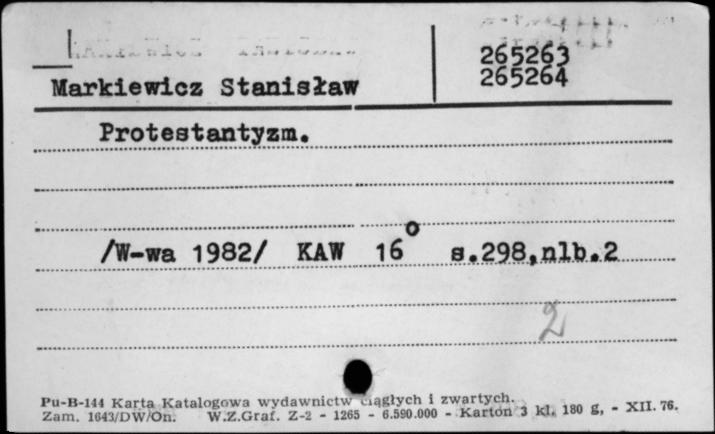 265263
265264
Markiewicz Stanisław
Protestantyzm.
/W-wa 1982/ KAW 16° s.298,nlb.2
2
Pu-B-144 Karta Katalogowa wydawnictw ciągłych i zwartych.
Zam. 1643/DW/On. W.Z.Graf. Z-2 - 1265 - 6.590.000 - Karton 3 kl. 180 g, - XII. 76.